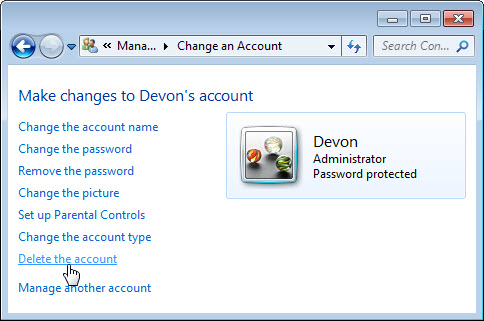 « Mana... Change an Account
Search Con...
Make changes to Devon's account
Change the account name
Change the password
Remove the password
Change the picture
Set up Parental Controls
Change the account type
Delete the account
Manage another account
Devon
Administrator
Password protected